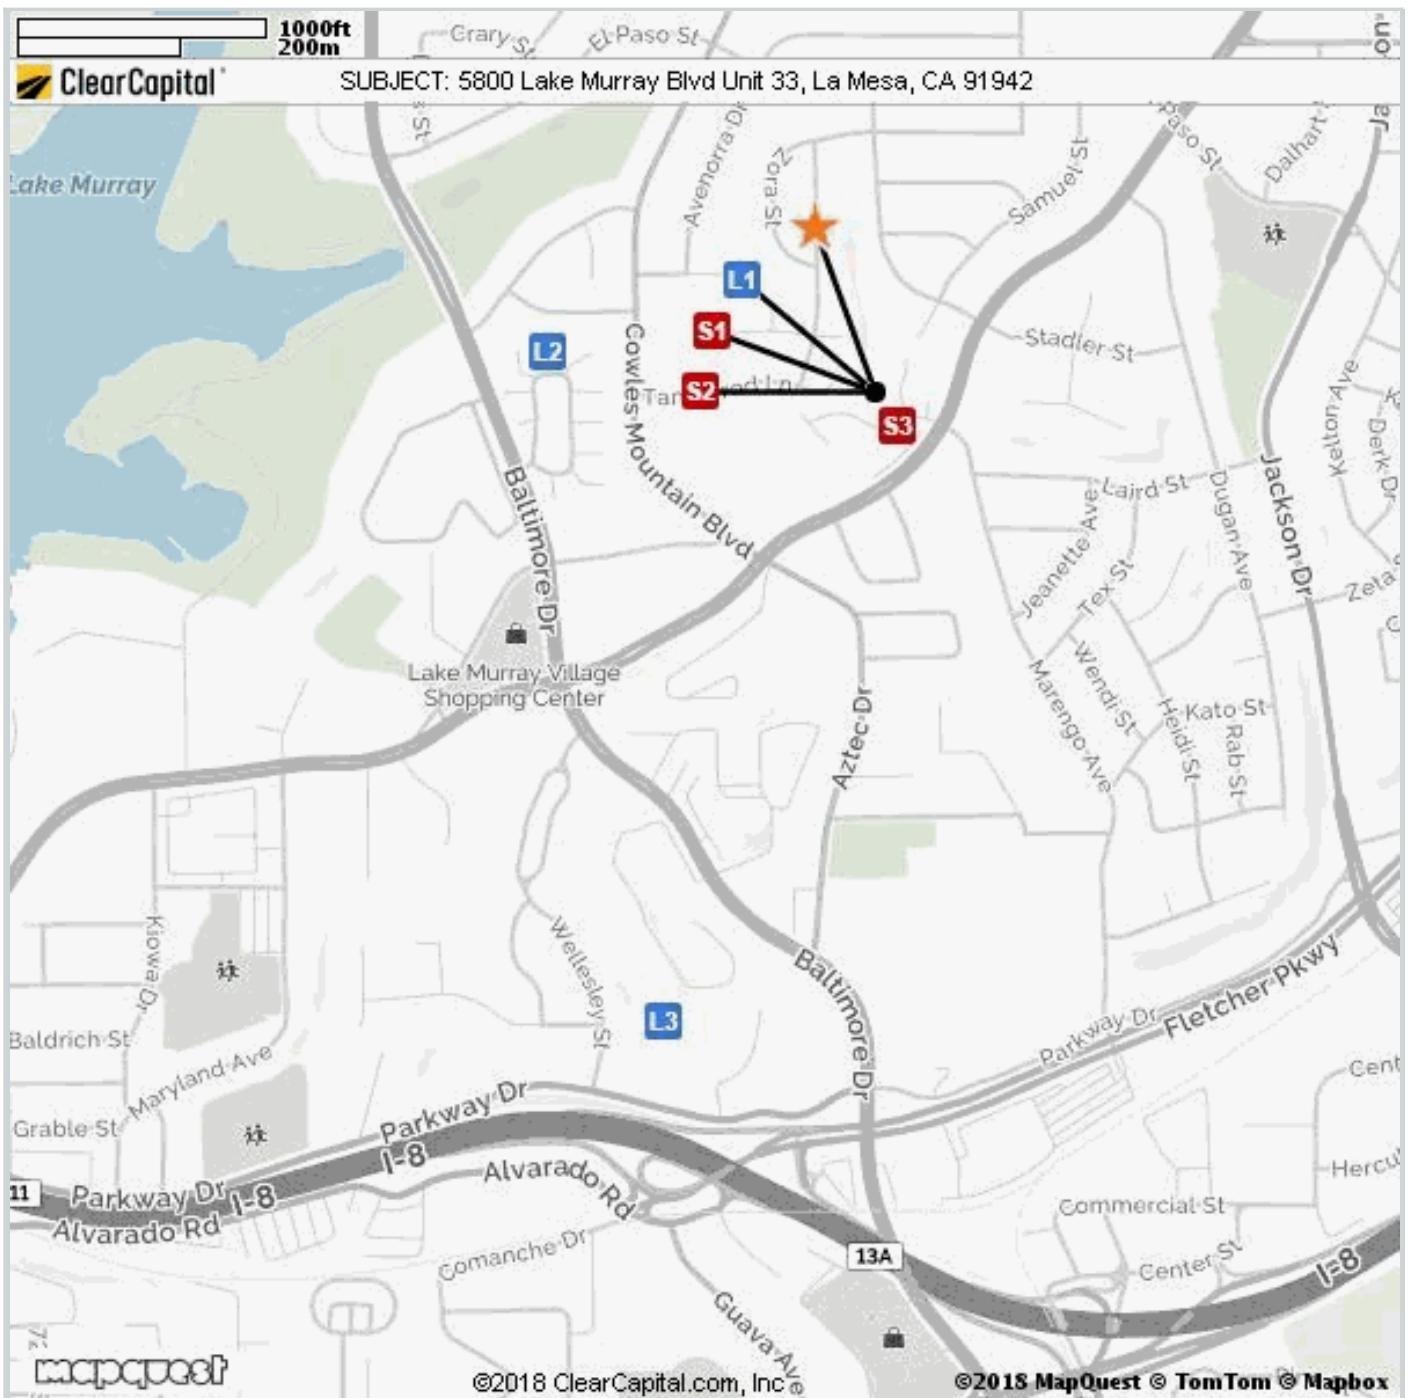 1000ft
200m
Crary St
El Paso St
ClearCapital
SUBJECT: 5800 Lake Murray Blvd Unit 33, La Mesa, CA 91942
Lake Murray
Avenorra Dr
Zora St
Samuel St
Paso St
Dalhart
L1
S1
L2
S2
S3
Cowles Mountain Blvd
Stadler St
Kelton Ave
Derk Dr
Baltimore Dr
Laird St
Jeanette Ave
Dugan Ave
Jackson Dr
Tex St
Zeta
Lake Murray Village
Shopping Center
Wendi St
Marengo Ave
Heidi St
Kato St
Rab St
Aztec Dr
Kiowa Dr
Wellesley St
Baltimore Dr
L3
Fletcher Pkwy
Parkway Dr
Baldrich St
Maryland Ave
Cent
Grable St
Parkway Dr
I-8
Alvarado Rd
11
Parkway Dr
I-8
Alvarado Rd
Hercu
Commercial St
Comanche Dr
13A
Center St
I-8
Guava Ave
mapquest
©2018 ClearCapital.com, Inc
©2018 MapQuest © TomTom © Mapbox